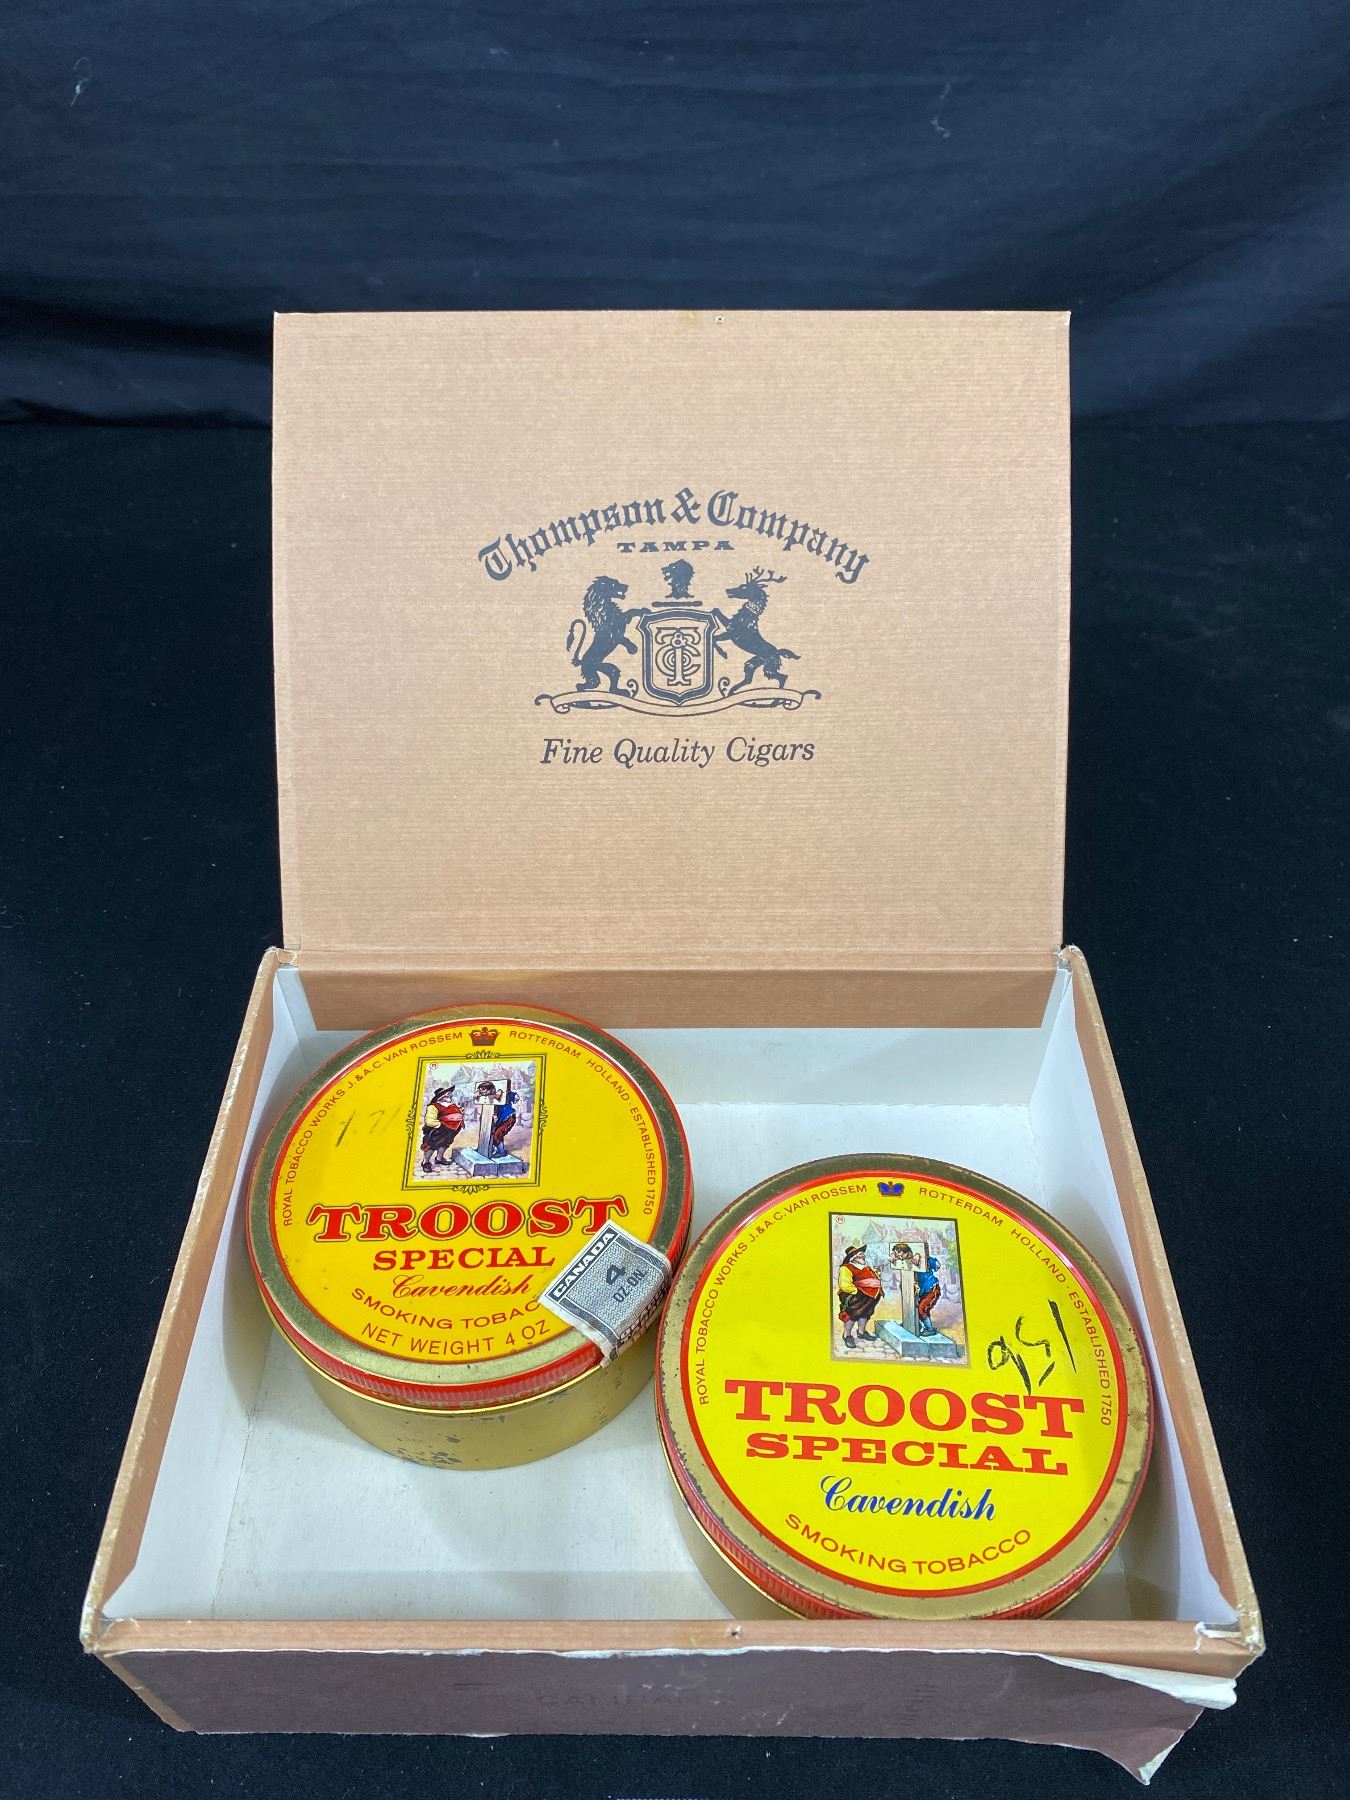 Thompson & Company
TAMPA
T&Co
Fine Quality Cigars
ROYAL TOBACCO WORKS J.&A.C. VAN ROSSEM ROTTERDAM HOLLAND · ESTABLISHED 1750
®
TROOST
SPECIAL
Cavendish
SMOKING TOBAC
NET WEIGHT 4 OZ
CANADA
4
OZ·ON
ROYAL TOBACCO WORKS J.&A.C. VAN ROSSEM ROTTERDAM HOLLAND · ESTABLISHED 1750
®
TROOST
SPECIAL
Cavendish
SMOKING TOBACCO